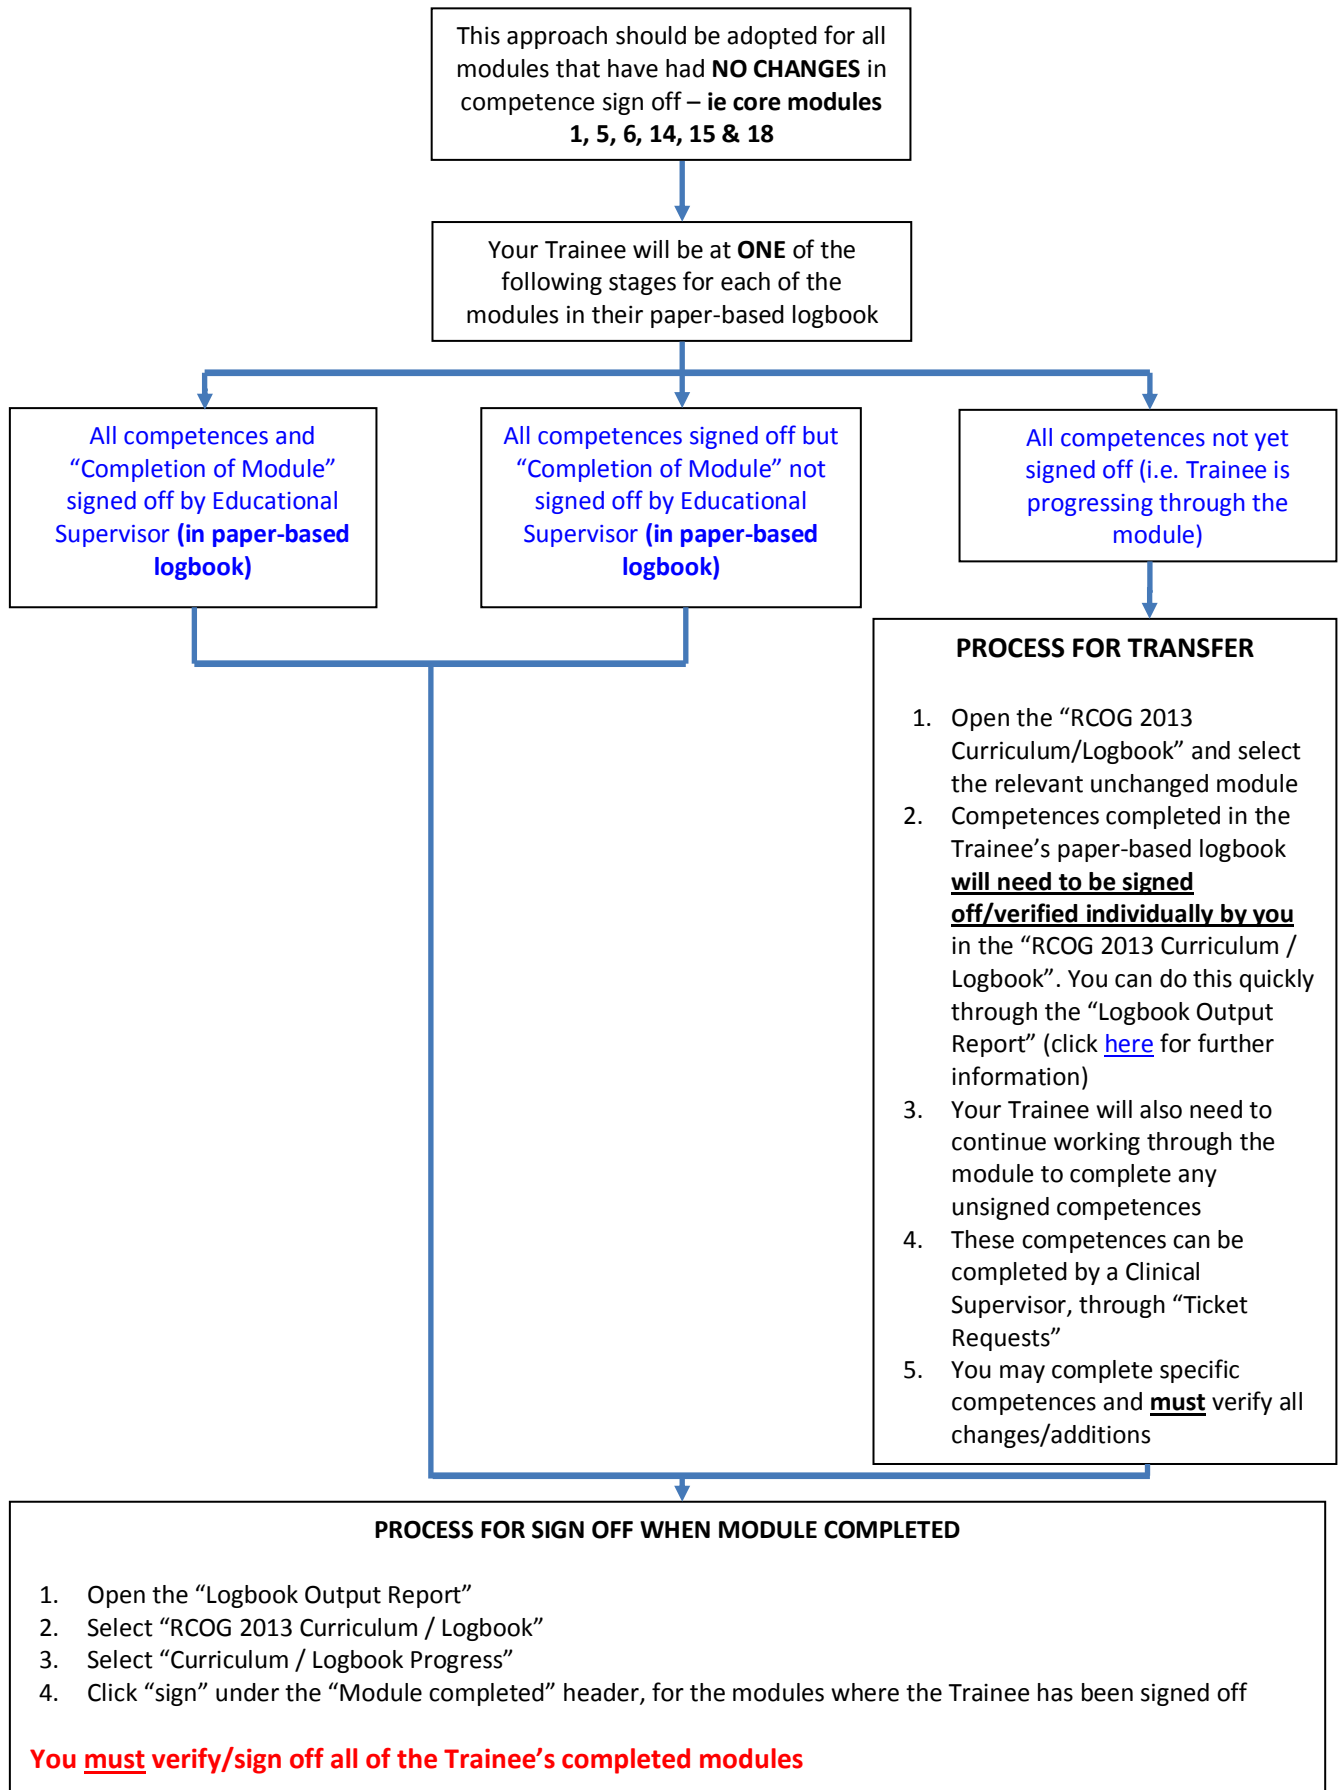 This approach should be adopted for all
modules that have had NO CHANGES in
competence sign off – ie core modules
1, 5, 6, 14, 15 & 18
Your Trainee will be at ONE of the
following stages for each of the
modules in their paper-based logbook
All competences and
“Completion of Module”
signed off by Educational
Supervisor (in paper-based
logbook)
All competences signed off but
“Completion of Module” not
signed off by Educational
Supervisor (in paper-based
logbook)
All competences not yet
signed off (i.e. Trainee is
progressing through the
module)
PROCESS FOR TRANSFER
1. Open the “RCOG 2013
Curriculum/Logbook” and select
the relevant unchanged module
2. Competences completed in the
Trainee’s paper-based logbook
will need to be signed
off/verified individually by you
in the “RCOG 2013 Curriculum /
Logbook”. You can do this quickly
through the “Logbook Output
Report” (click here for further
information)
3. Your Trainee will also need to
continue working through the
module to complete any
unsigned competences
4. These competences can be
completed by a Clinical
Supervisor, through “Ticket
Requests”
5. You may complete specific
competences and must verify all
changes/additions
PROCESS FOR SIGN OFF WHEN MODULE COMPLETED
1. Open the “Logbook Output Report”
2. Select “RCOG 2013 Curriculum / Logbook”
3. Select “Curriculum / Logbook Progress”
4. Click “sign” under the “Module completed” header, for the modules where the Trainee has been signed off
You must verify/sign off all of the Trainee’s completed modules